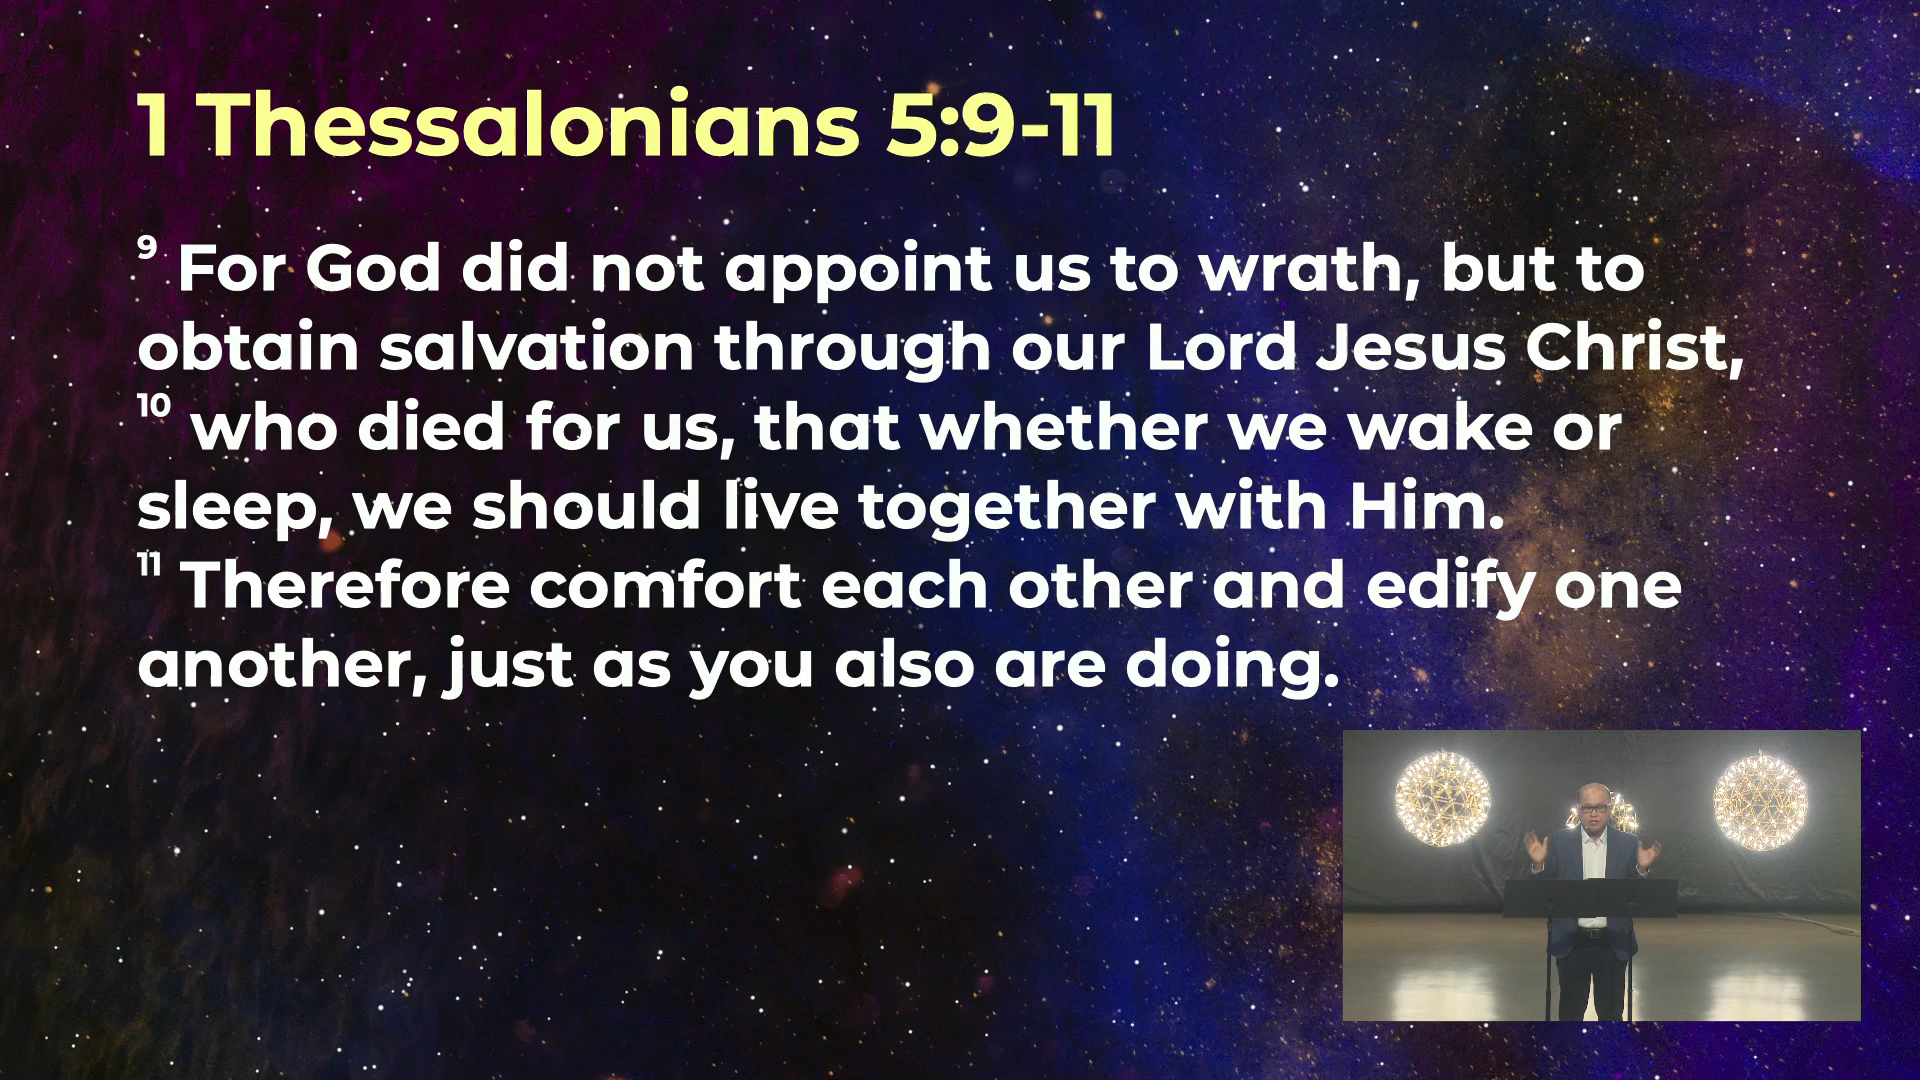 1 Thessalonians 5:9-11
9 For God did not appoint us to wrath, but to
obtain salvation through our Lord Jesus Christ,
10 who died for us, that whether we wake or
sleep, we should live together with Him.
11 Therefore comfort each other and edify one
another, just as you also are doing.